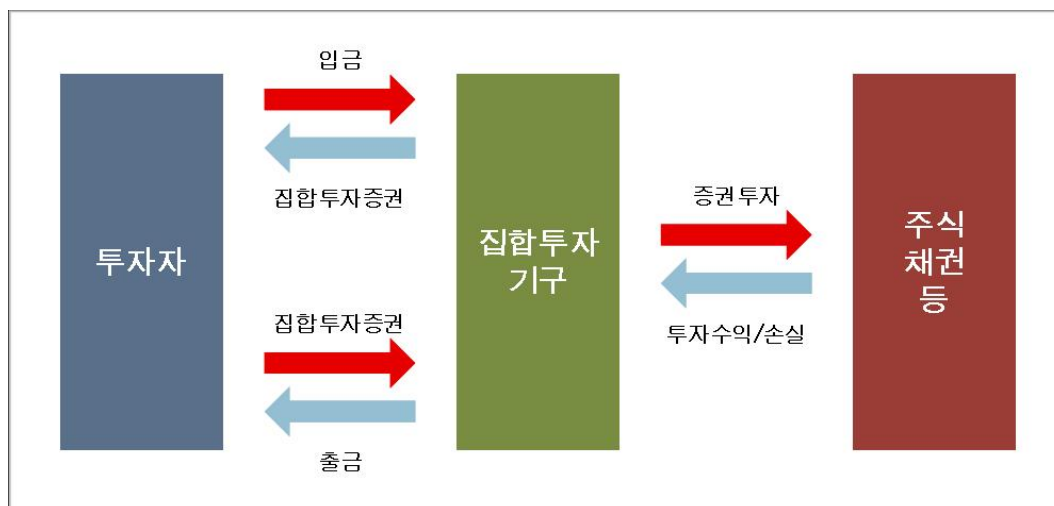 입금
집합투자증권
투자자
집합투자증권
출금
집합투자
기구
증권투자
투자수익/손실
주식
채권
등